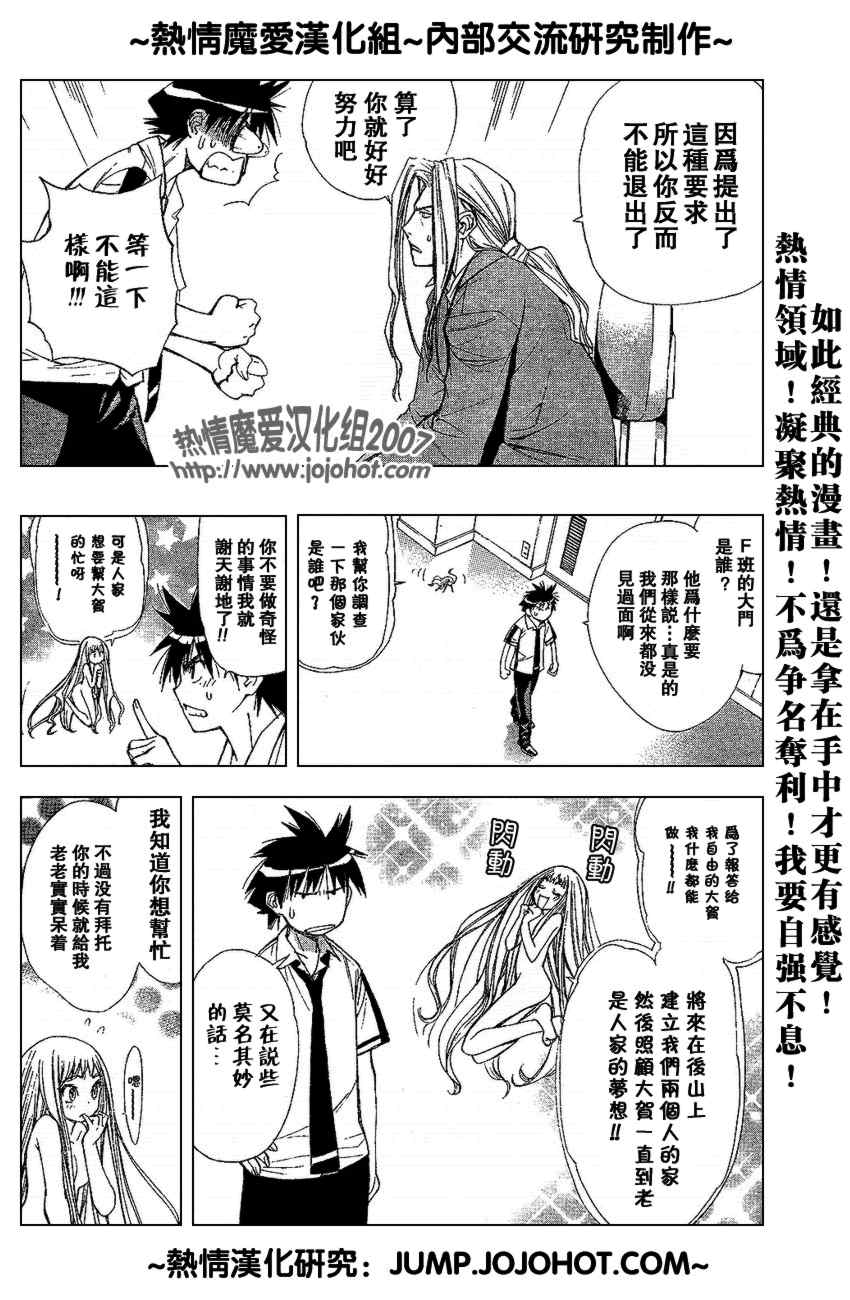 ~熱情魔愛漢化組~內部交流研究制作~
因爲提出了
這種要求
所以你反而
不能退出了
算了
你就好好
努力吧
等一下
不能這
樣啊!!!
熱情魔爱汉化组2007
http://www.jojohot.com
F班的大門
是誰？
他爲什麼要
那樣説…真是的
我們從來都没
見過面啊
我幫你調查
一下那個家伙
是誰吧？
你不要做奇怪
的事情我就
謝天謝地了!!
可是人家
想要幫大賀
的忙呀
~~~~~!
爲了報答給
我自由的大賀
我什麽都能
做~~~!
閃動
閃動
將來在後山上
建立我們兩個人的家
然後照顧大賀一直到老
是人家的夢想!!
又在説些
莫名其妙
的話…
我知道你想幫忙
不過没有拜托
你的時候就給我
老老實實呆着
嗯~~~!
如此經典的漫畫！還是拿在手中才更有感覺！
熱情領域！凝聚熱情！不爲争名奪利！我要自强不息！
~熱情漢化研究：JUMP.JOJOHOT.COM~